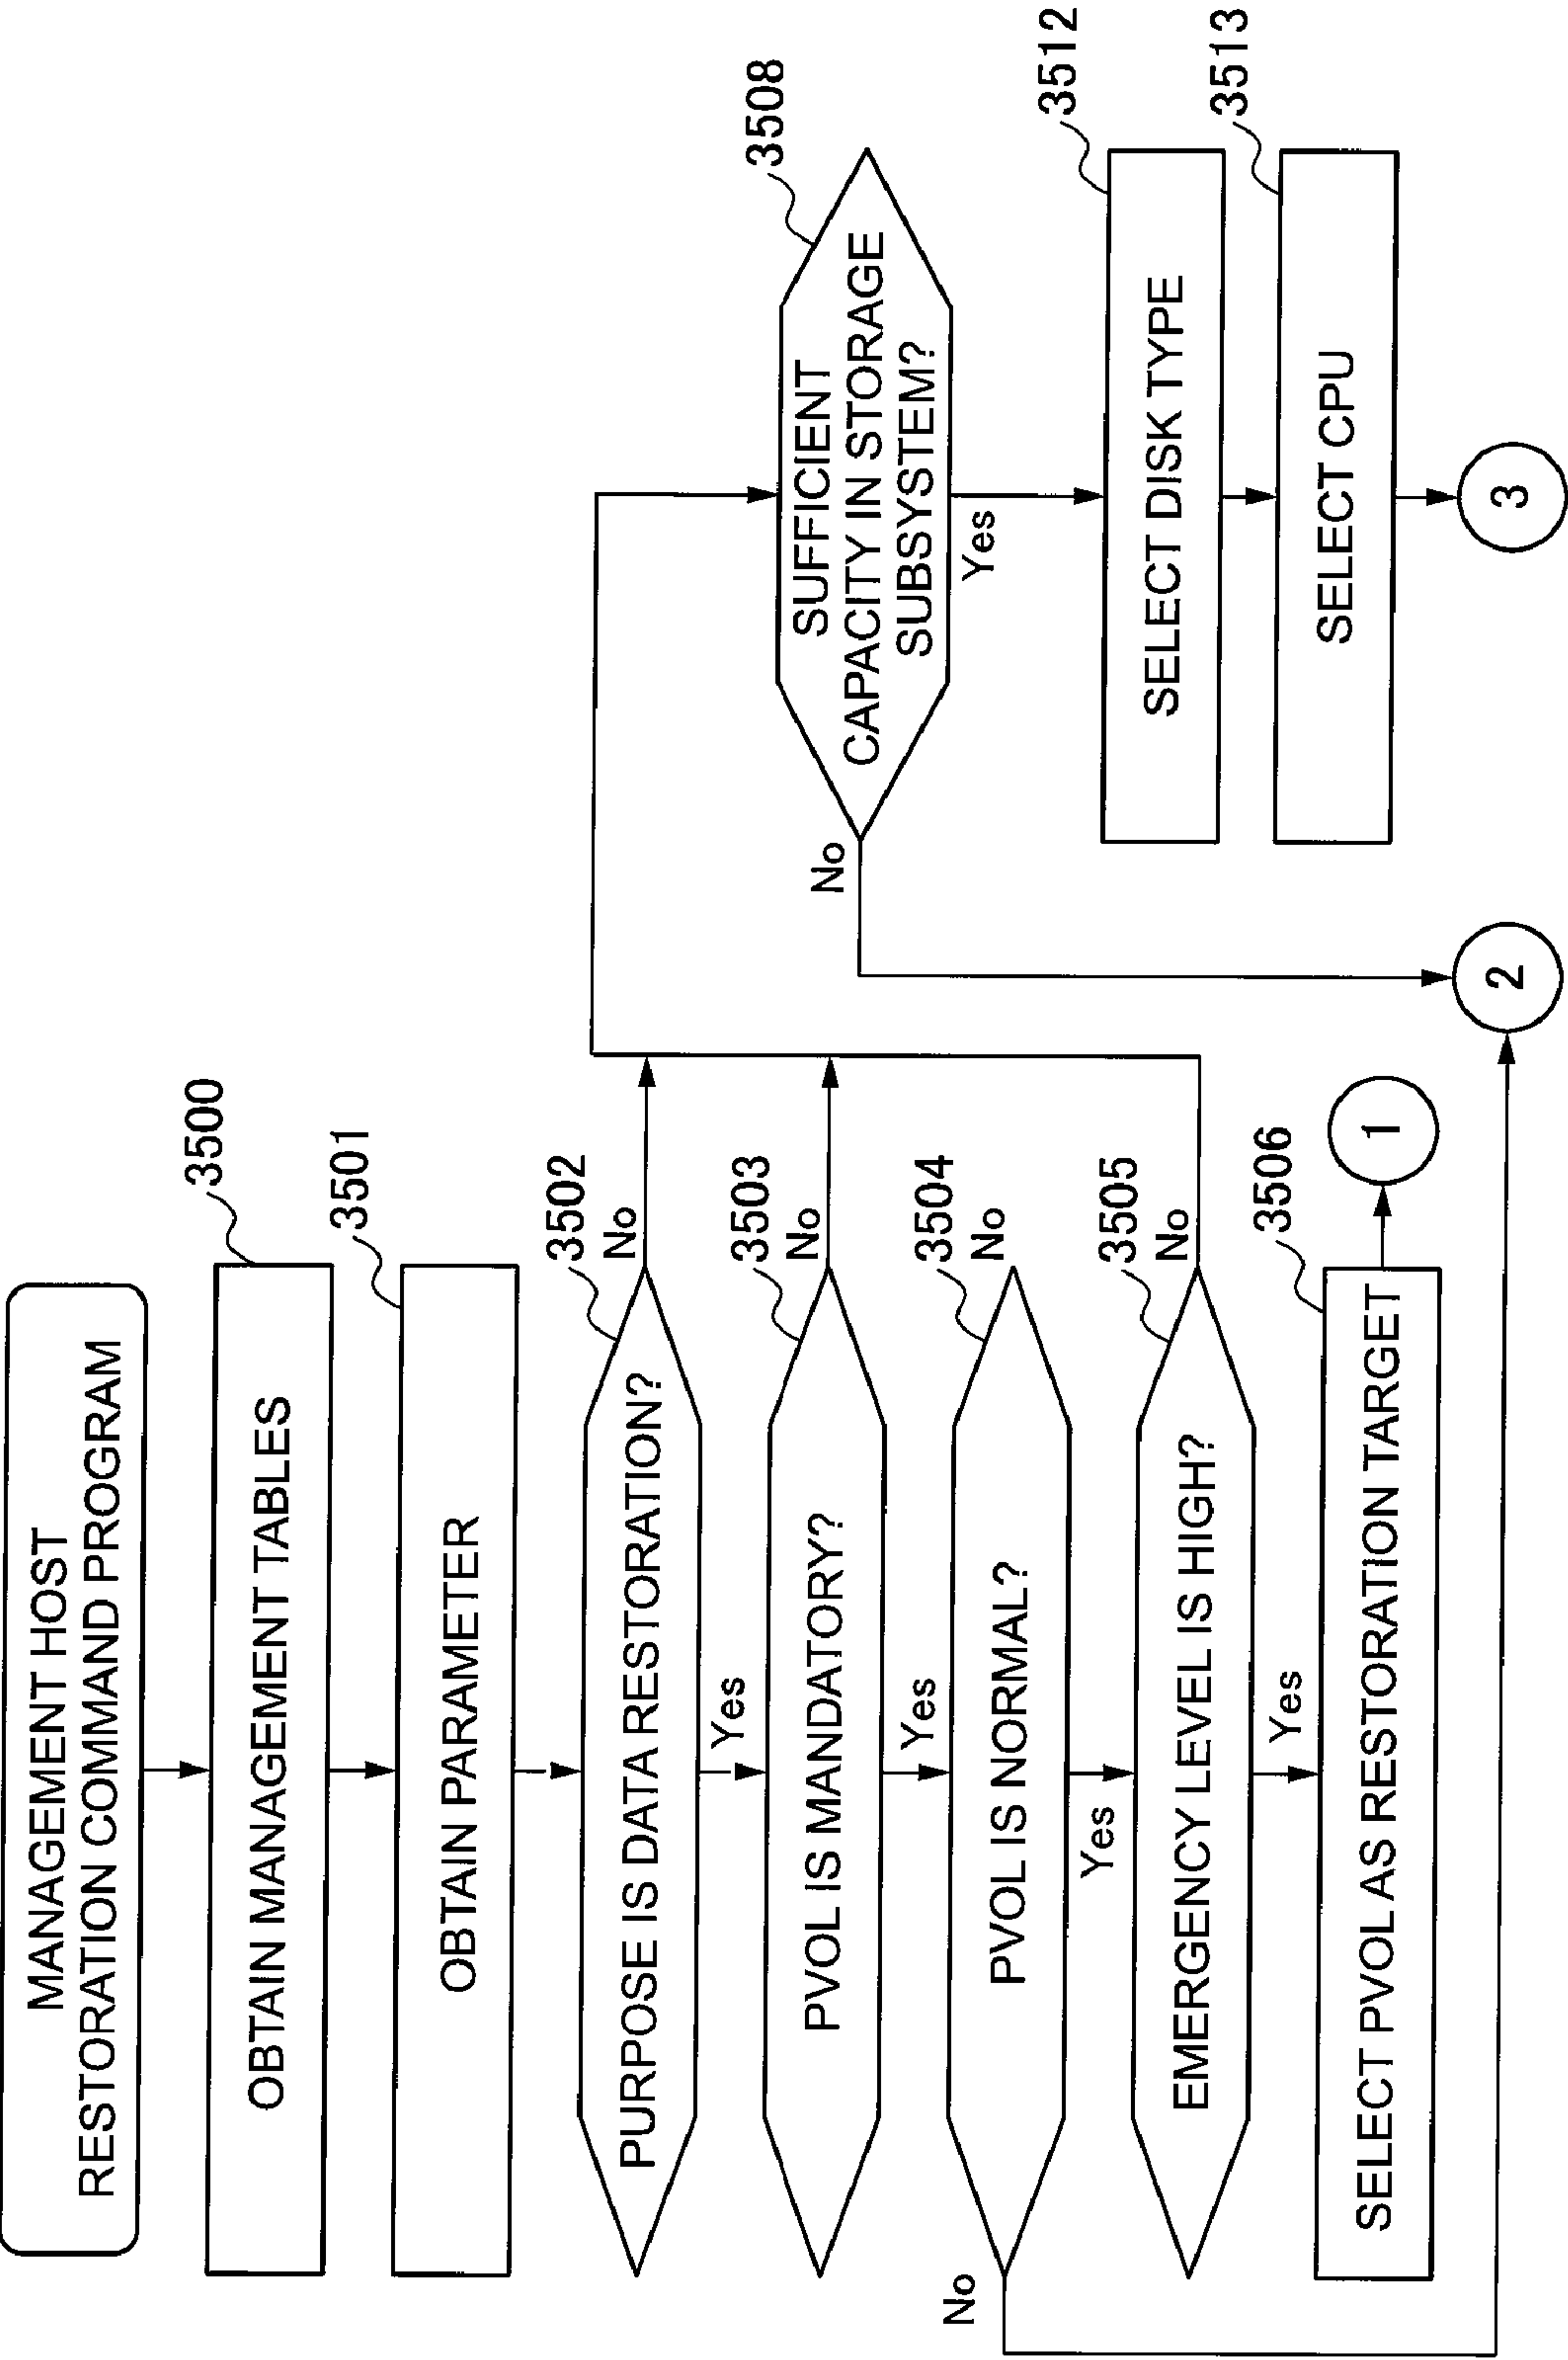 MANAGEMENT HOST
RESTORATION COMMAND PROGRAM
3500
OBTAIN MANAGEMENT TABLES
3501
OBTAIN PARAMETER
3502
PURPOSE IS DATA RESTORATION?
No
Yes
3503
PVOL IS MANDATORY?
No
Yes
3504
PVOL IS NORMAL?
No
No
Yes
3505
EMERGENCY LEVEL IS HIGH?
No
Yes
3506
SELECT PVOL AS RESTORATION TARGET
1
3508
SUFFICIENT
CAPACITY IN STORAGE
SUBSYSTEM?
No
Yes
3512
SELECT DISK TYPE
3513
SELECT CPU
2
3